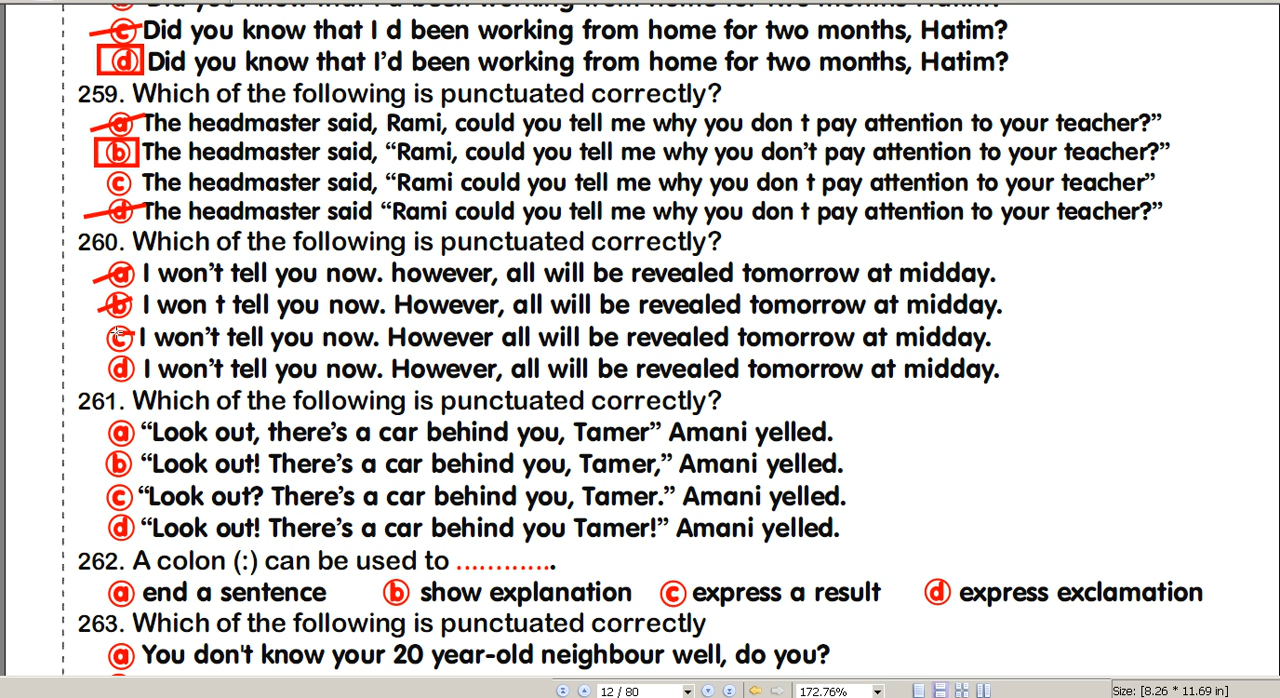 c Did you know that I d been working from home for two months, Hatim?
d Did you know that I’d been working from home for two months, Hatim?
259. Which of the following is punctuated correctly?
a The headmaster said, Rami, could you tell me why you don t pay attention to your teacher?”
b The headmaster said, “Rami, could you tell me why you don’t pay attention to your teacher?”
c The headmaster said, “Rami could you tell me why you don t pay attention to your teacher”
d The headmaster said “Rami could you tell me why you don t pay attention to your teacher?”
260. Which of the following is punctuated correctly?
a I won’t tell you now. however, all will be revealed tomorrow at midday.
b I won t tell you now. However, all will be revealed tomorrow at midday.
c I won’t tell you now. However all will be revealed tomorrow at midday.
d I won’t tell you now. However, all will be revealed tomorrow at midday.
261. Which of the following is punctuated correctly?
a “Look out, there’s a car behind you, Tamer” Amani yelled.
b “Look out! There’s a car behind you, Tamer,” Amani yelled.
c “Look out? There’s a car behind you, Tamer.” Amani yelled.
d “Look out! There’s a car behind you Tamer!” Amani yelled.
262. A colon (:) can be used to .............
a end a sentence b show explanation c express a result d express exclamation
263. Which of the following is punctuated correctly
a You don't know your 20 year-old neighbour well, do you?
12 / 80 172.76% Size: [8.26 * 11.69 in]